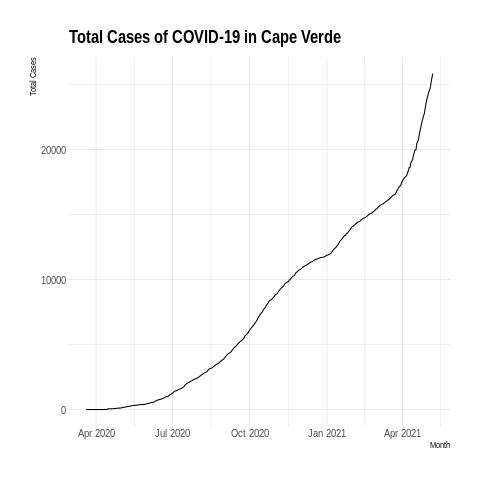 Total Cases of COVID-19 in Cape Verde
Total Cases
20000
10000
0
Apr 2020 Jul 2020 Oct 2020 Jan 2021 Apr 2021
Month